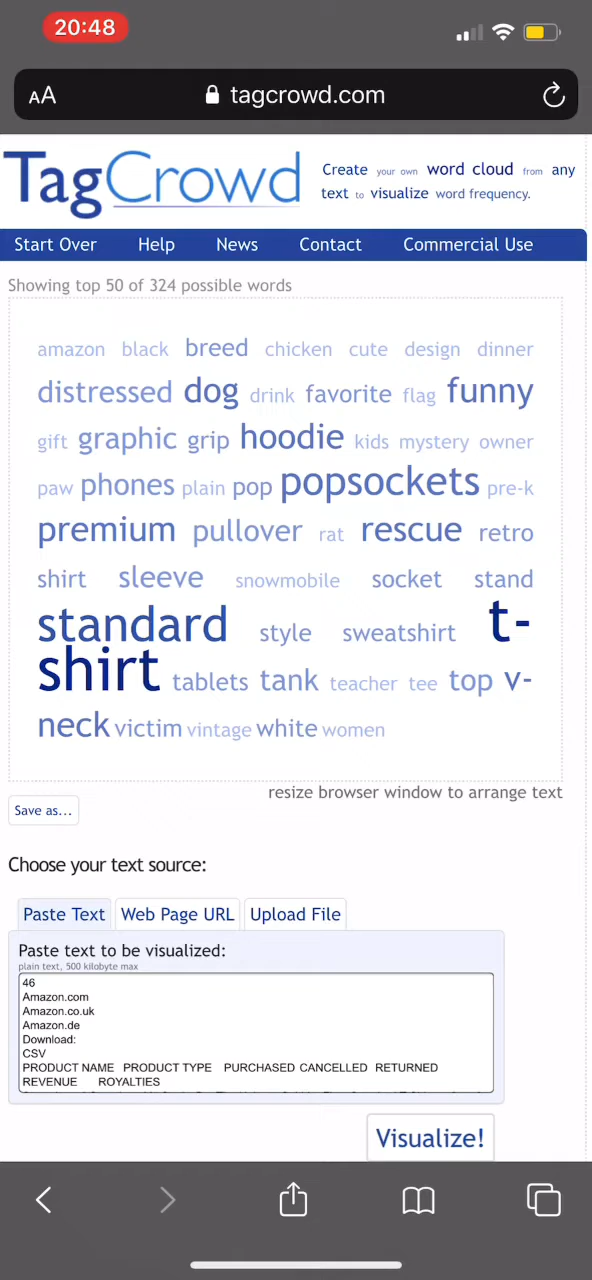 20:48
AA tagcrowd.com
TagCrowd
Create your own word cloud from any
text to visualize word frequency.
Start Over Help News Contact Commercial Use
Showing top 50 of 324 possible words
amazon black breed chicken cute design dinner
distressed dog drink favorite flag funny
gift graphic grip hoodie kids mystery owner
paw phones plain pop popsockets pre-k
premium pullover rat rescue retro
shirt sleeve snowmobile socket stand
standard style sweatshirt t-
shirt tablets tank teacher tee top v-
neck victim vintage white women
resize browser window to arrange text
Save as...
Choose your text source:
Paste Text Web Page URL Upload File
Paste text to be visualized:
plain text, 500 kilobyte max
46
Amazon.com
Amazon.co.uk
Amazon.de
Download:
CSV
PRODUCT NAME PRODUCT TYPE PURCHASED CANCELLED RETURNED
REVENUE ROYALTIES
Visualize!